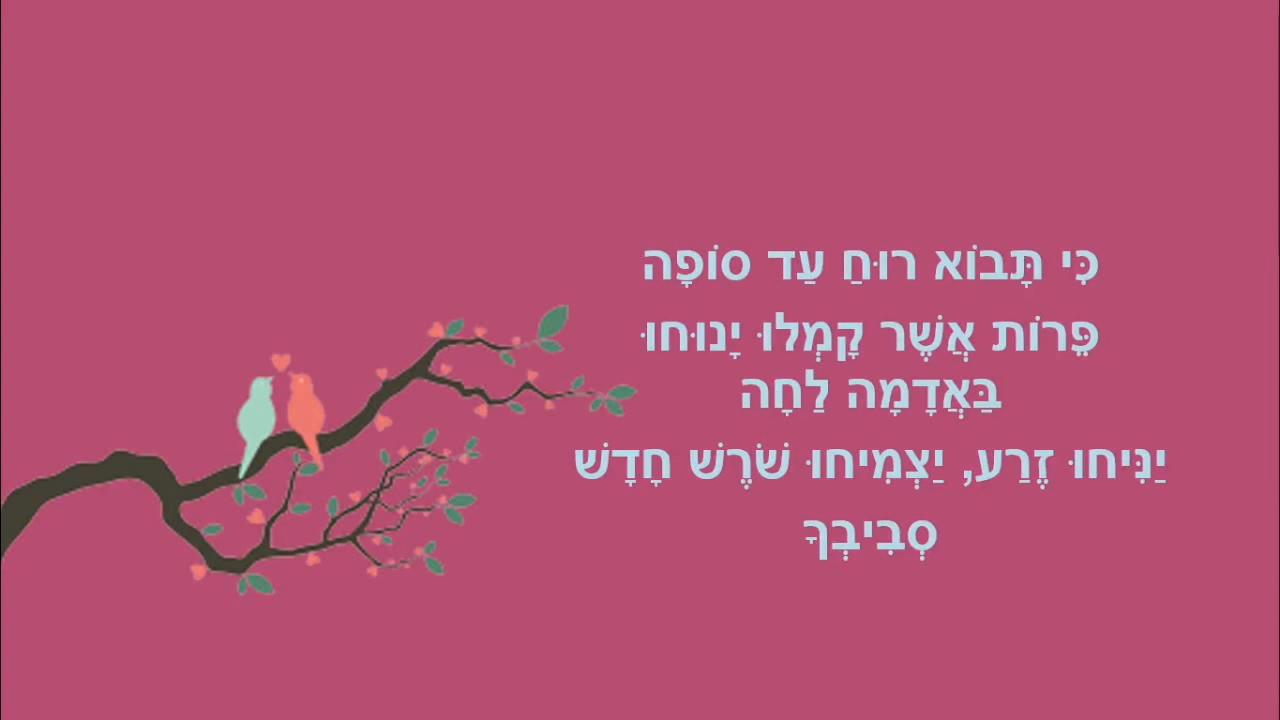 כִּי תָּבוֹא רוּחַ עַד סוֹפָה
פֵּרוֹת אֲשֶׁר קָמְלוּ יָנוּחוּ
בַּאֲדָמָה לַחָה
יַנִּיחוּ זֶרַע, יַצְמִיחוּ שֹׁרֶשׁ חָדָשׁ
סְבִיבְךָ